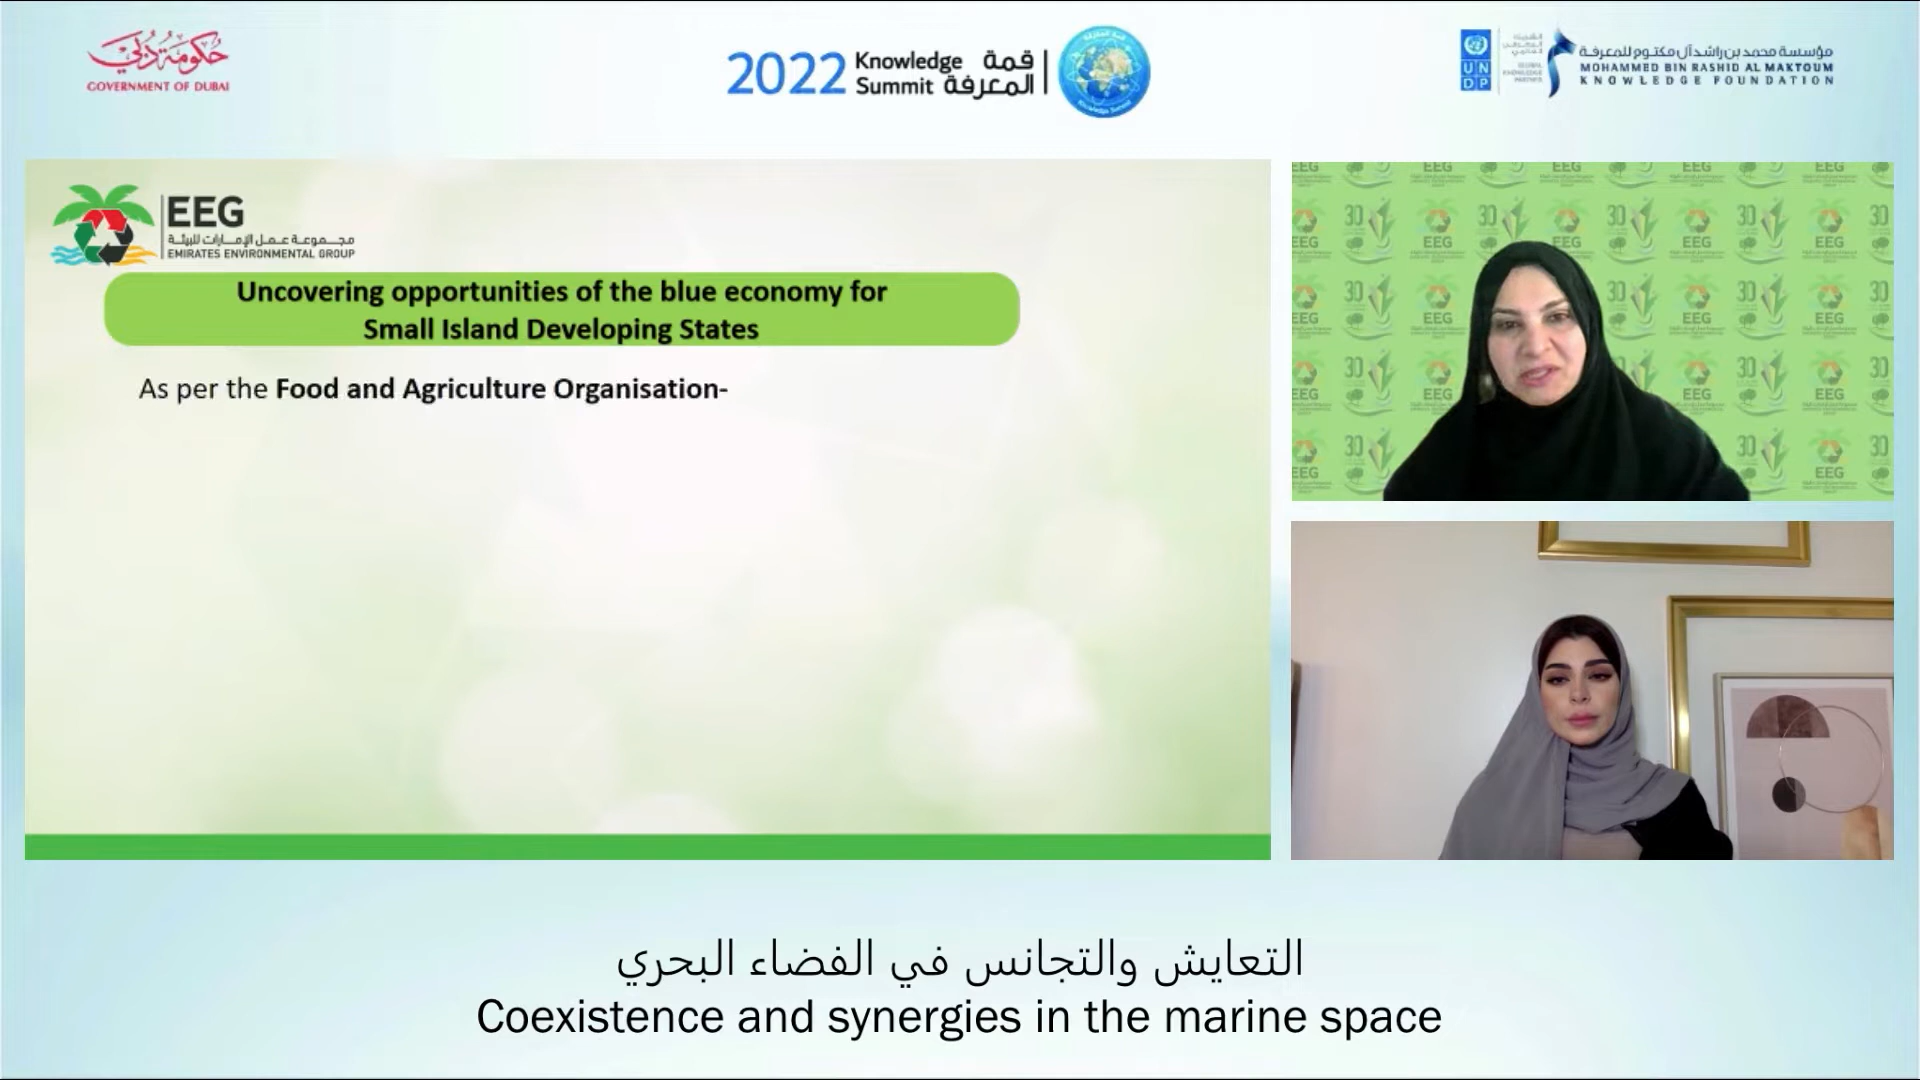 حكومة دبي
GOVERNMENT OF DUBAI
2022 Knowledge Summit
قمة المعرفة
UN
DP
مؤسسة محمد بن راشد آل مكتوم للمعرفة
MOHAMMED BIN RASHID AL MAKTOUM
KNOWLEDGE FOUNDATION
EEG
مجموعة عمل الإمارات للبيئة
EMIRATES ENVIRONMENTAL GROUP
Uncovering opportunities of the blue economy for
Small Island Developing States
As per the Food and Agriculture Organisation-
التعايش والتجانس في الفضاء البحري
Coexistence and synergies in the marine space